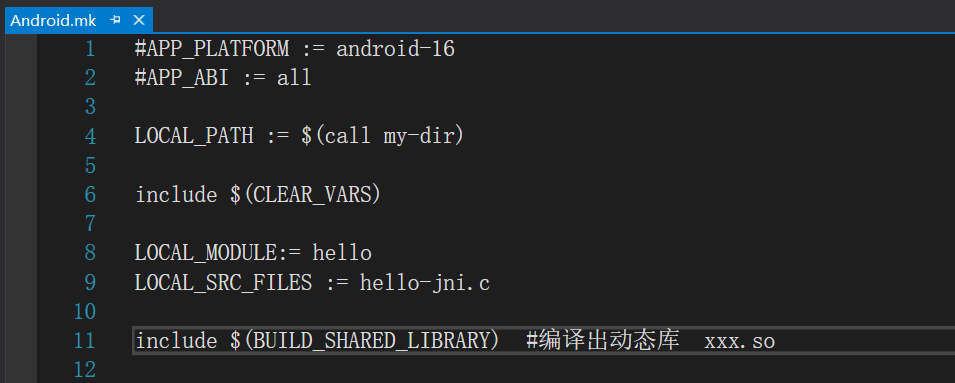 Android.mk
1 #APP_PLATFORM := android-16
2 #APP_ABI := all
3
4 LOCAL_PATH := $(call my-dir)
5
6 include $(CLEAR_VARS)
7
8 LOCAL_MODULE:= hello
9 LOCAL_SRC_FILES := hello-jni.c
10
11 include $(BUILD_SHARED_LIBRARY)  #编译出动态库  xxx.so
12